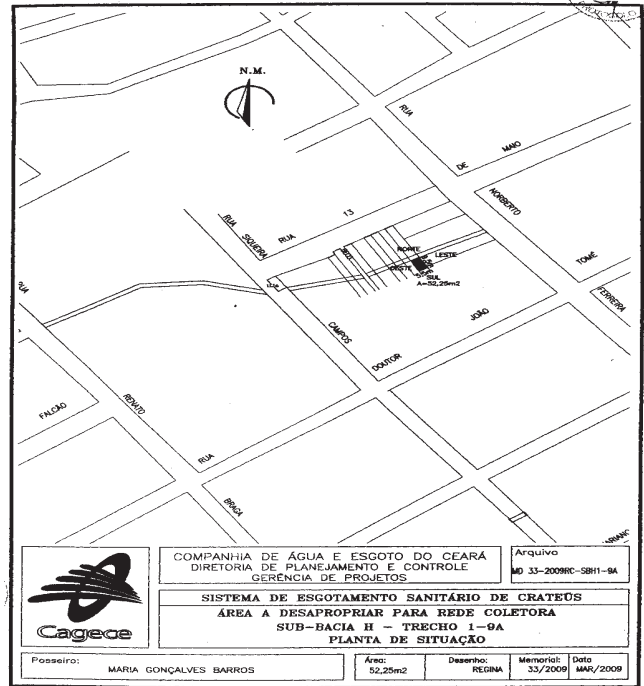 N.M.
RUA
DE
MAIO
NORBERTO
TOMÉ
FERREIRA
RUA
SIQUEIRA
RUA
13
NORTE
LESTE
OESTE
SUL
A=52,25m2
CAMPOS
DOUTOR
JOÃO
RUA
FALCÃO
RENATO
RUA
BRAGA
MARIANO
COMPANHIA DE ÁGUA E ESGOTO DO CEARÁ
DIRETORIA DE PLANEJAMENTO E CONTROLE
GERÊNCIA DE PROJETOS
Arquivo
MD 33-2009RC-SBH1-9A
Cagece
SISTEMA DE ESGOTAMENTO SANITÁRIO DE CRATEÚS
ÁREA A DESAPROPRIAR PARA REDE COLETORA
SUB-BACIA H - TRECHO 1-9A
PLANTA DE SITUAÇÃO
Posseiro:
MARIA GONÇALVES BARROS
Área:
52,25m2
Desenho:
REGINA
Memorial:
33/2009
Data
MAR/2009